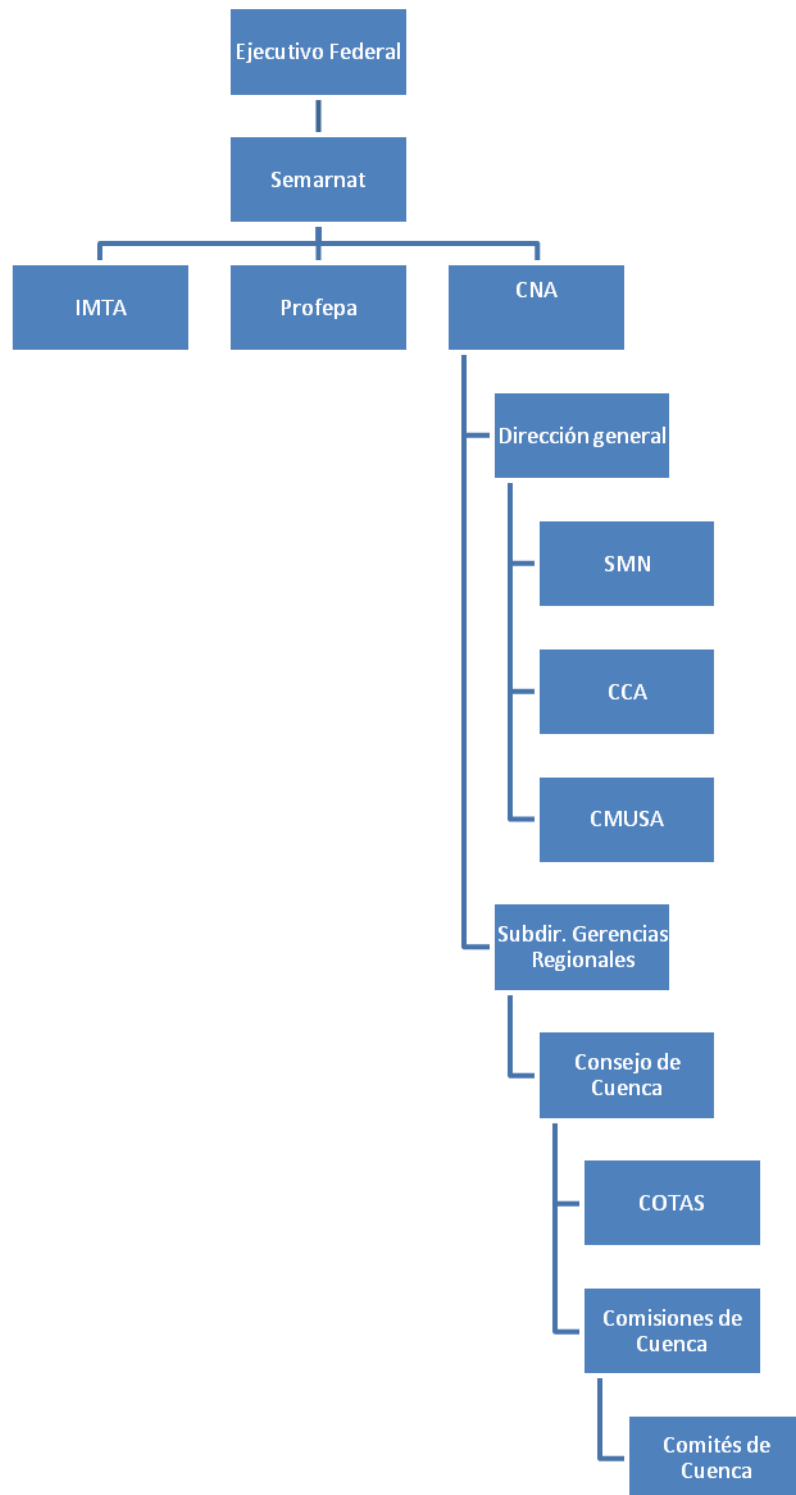 Ejecutivo Federal
Semarnat
IMTA
Profepa
CNA
Dirección general
SMN
CCA
CMUSA
Subdir. Gerencias
Regionales
Consejo de
Cuenca
COTAS
Comisiones de
Cuenca
Comités de
Cuenca